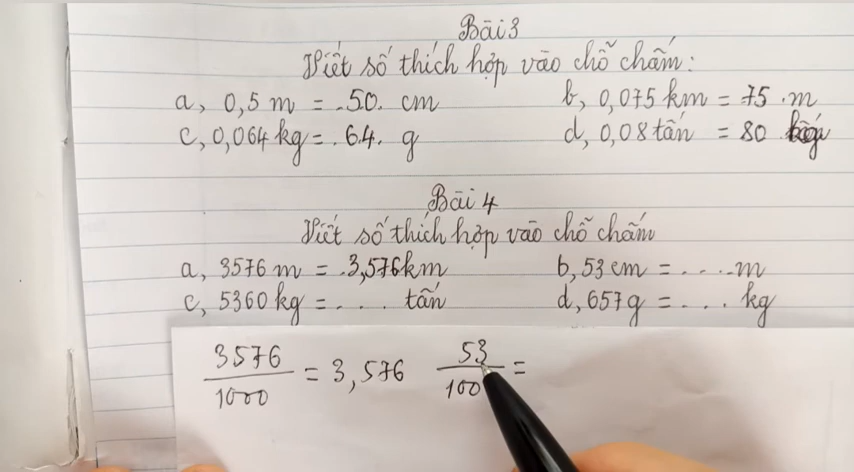 Bài 3
Viết số thích hợp vào chỗ chấm:
a, 0,5 m = .50. cm b, 0,075 km = 75 .m
c, 0,064 kg = .64. g d, 0,08 tấn = 80 kg
Bài 4
Viết số thích hợp vào chỗ chấm
a, 3576 m = .3,576km b, 53 cm = .... m
c, 5360 kg = .... tấn d, 657 g = .... kg
3576/1000 = 3,576 53/100 =